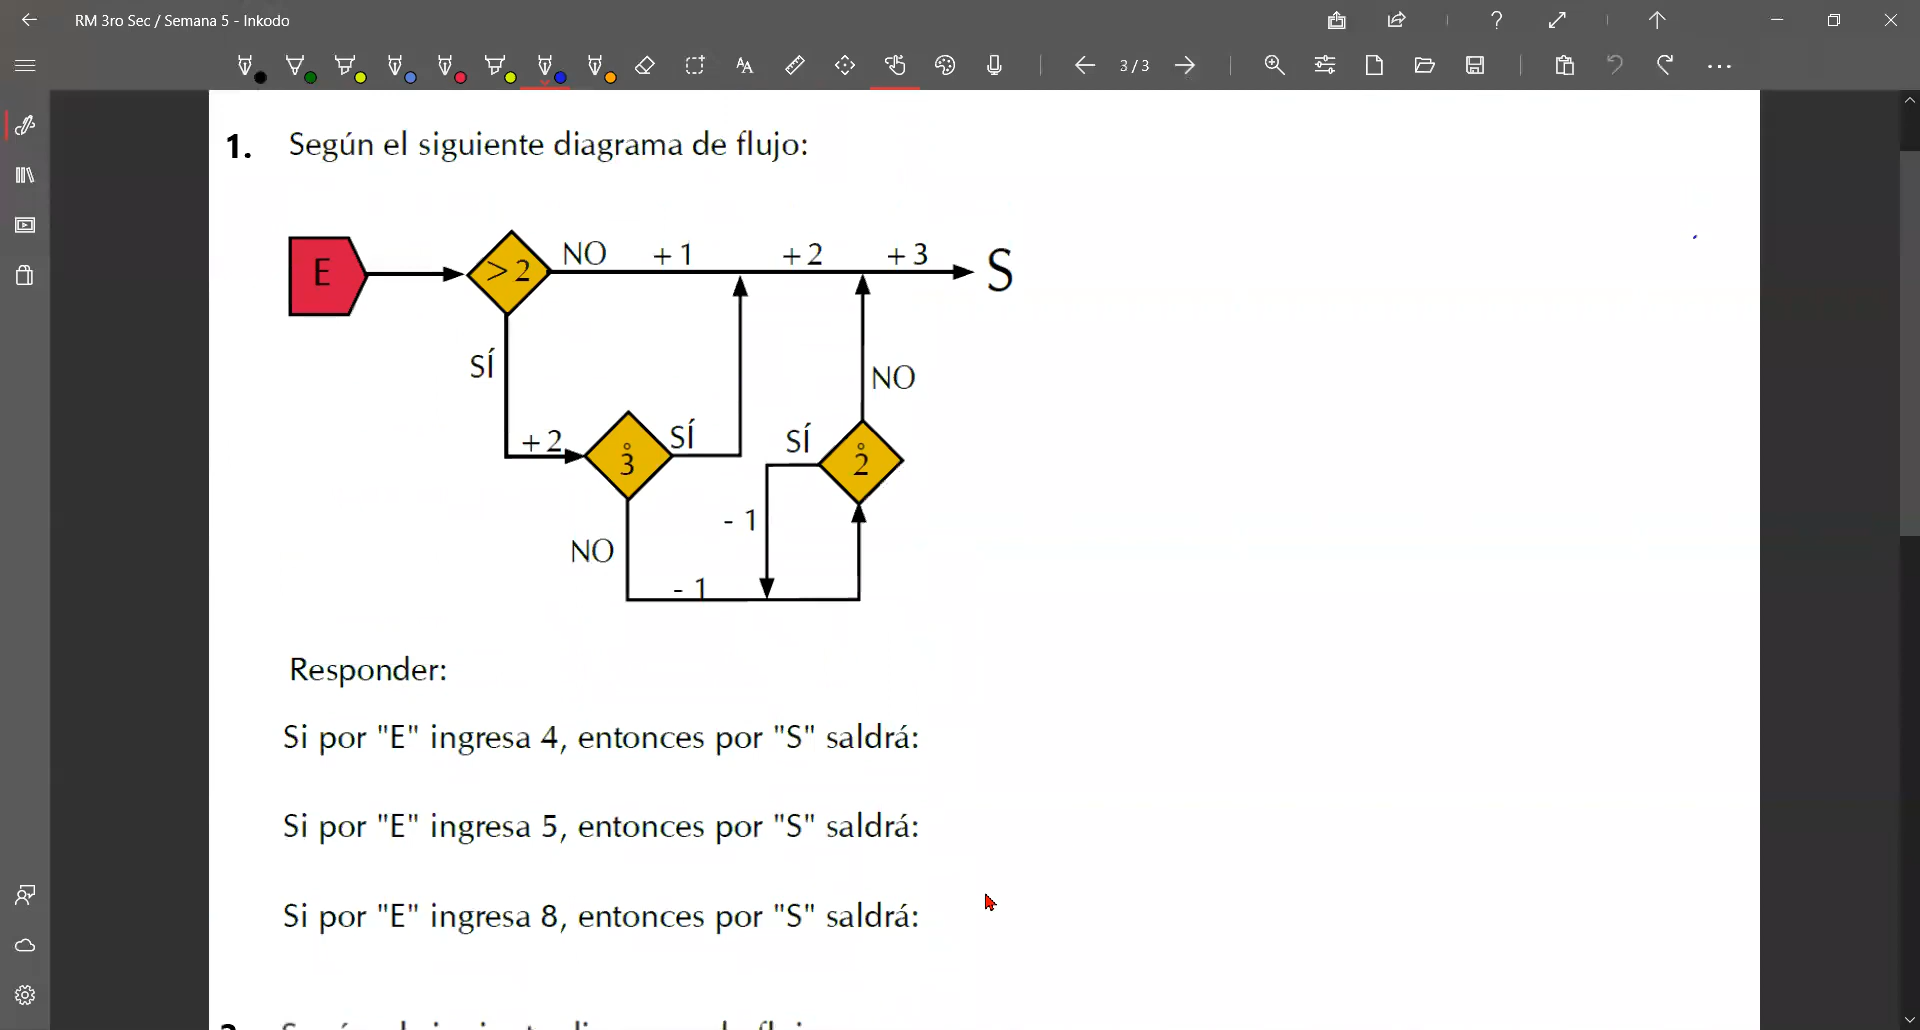 RM 3ro Sec / Semana 5 - Inkodo
3 / 3
1. Según el siguiente diagrama de flujo:
E
> 2
NO +1 +2 +3 S
SÍ
NO
+2
3̊
SÍ
SÍ
2̊
- 1
NO
- 1
Responder:
Si por "E" ingresa 4, entonces por "S" saldrá:
Si por "E" ingresa 5, entonces por "S" saldrá:
Si por "E" ingresa 8, entonces por "S" saldrá: